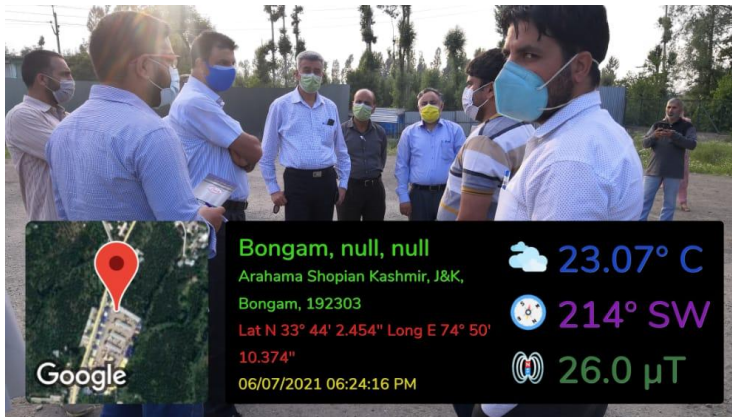 Bongam, null, null
Arahama Shopian Kashmir, J&K,
Bongam, 192303
Lat N 33° 44' 2.454" Long E 74° 50'
10.374"
06/07/2021 06:24:16 PM
23.07° C
214° SW
26.0 µT
Google